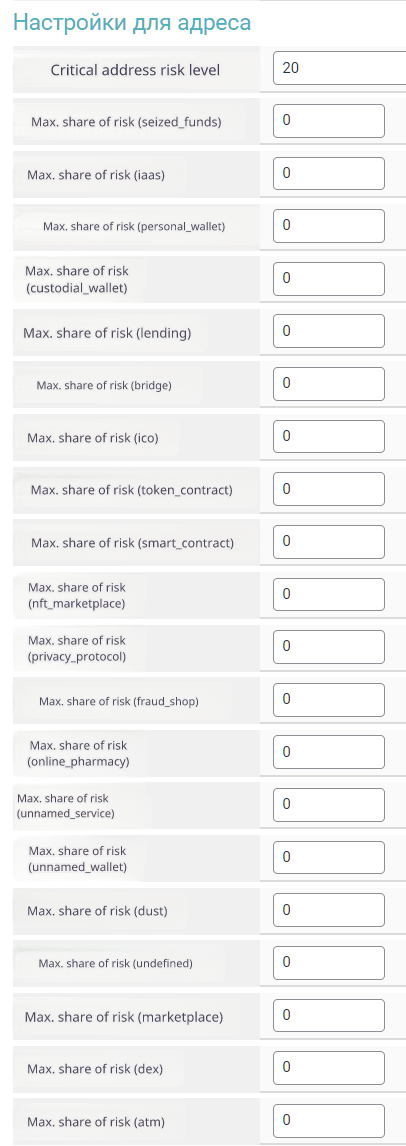 Настройки для адреса
Critical address risk level
20
Max. share of risk (seized_funds)
0
Max. share of risk (iaas)
0
Max. share of risk (personal_wallet)
0
Max. share of risk
(custodial_wallet)
0
Max. share of risk (lending)
0
Max. share of risk (bridge)
0
Max. share of risk (ico)
0
Max. share of risk (token_contract)
0
Max. share of risk (smart_contract)
0
Max. share of risk
(nft_marketplace)
0
Max. share of risk
(privacy_protocol)
0
Max. share of risk (fraud_shop)
0
Max. share of risk
(online_pharmacy)
0
Max. share of risk
(unnamed_service)
0
Max. share of risk
(unnamed_wallet)
0
Max. share of risk (dust)
0
Max. share of risk (undefined)
0
Max. share of risk (marketplace)
0
Max. share of risk (dex)
0
Max. share of risk (atm)
0